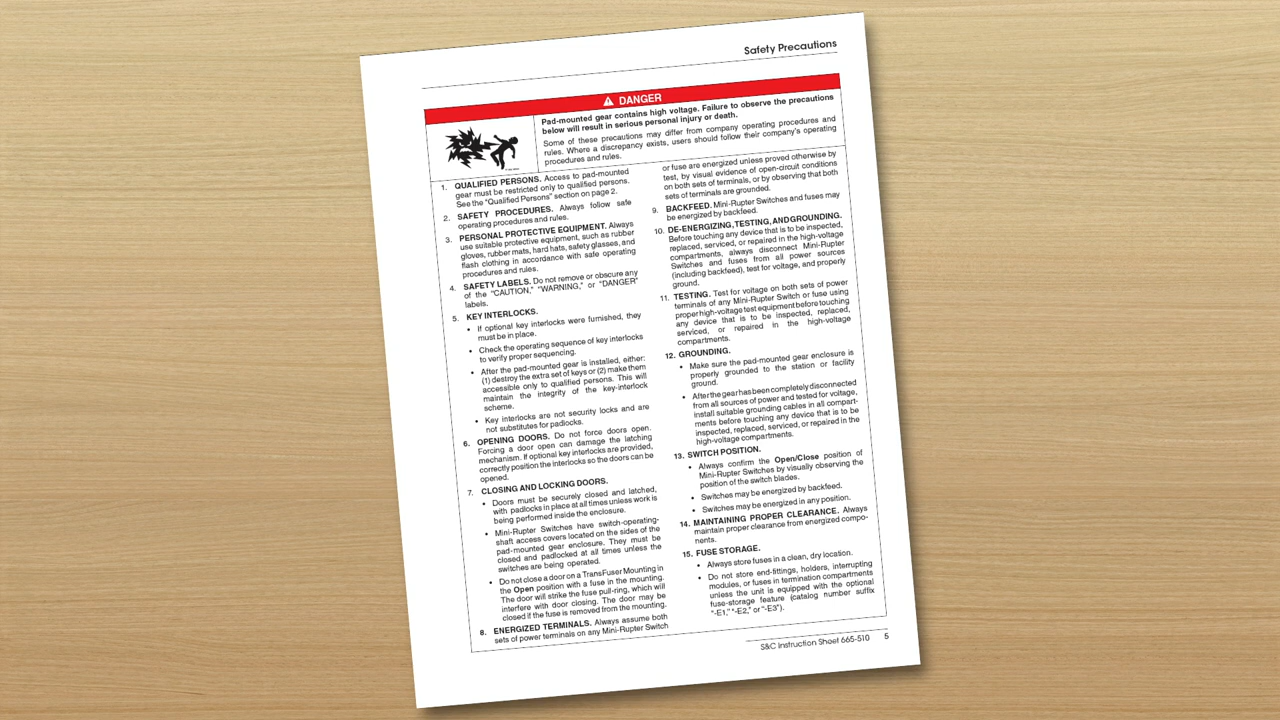 Safety Precautions
DANGER
Pad-mounted gear contains high voltage. Failure to observe the precautions
below will result in serious personal injury or death.
Some of these precautions may differ from company operating procedures and
rules. Where a discrepancy exists, users should follow their company's operating
procedures and rules.
1. QUALIFIED PERSONS. Access to pad-mounted
gear must be restricted only to qualified persons.
See the “Qualified Persons” section on page 2.
2. SAFETY PROCEDURES. Always follow safe
operating procedures and rules.
3. PERSONAL PROTECTIVE EQUIPMENT. Always
use suitable protective equipment, such as rubber
gloves, rubber mats, hard hats, safety glasses, and
flash clothing in accordance with safe operating
procedures and rules.
4. SAFETY LABELS. Do not remove or obscure any
of the “CAUTION,” “WARNING,” or “DANGER”
labels.
5. KEY INTERLOCKS.
• If optional key interlocks were furnished, they
must be in place.
• Check the operating sequence of key interlocks
to verify proper sequencing.
• After the pad-mounted gear is installed, either:
(1) destroy the extra set of keys or (2) make them
accessible only to qualified persons. This will
maintain the integrity of the key-interlock
scheme.
• Key interlocks are not security locks and are
not substitutes for padlocks.
6. OPENING DOORS. Do not force doors open.
Forcing a door open can damage the latching
mechanism. If optional key interlocks are provided,
correctly position the interlocks so the doors can be
opened.
7. CLOSING AND LOCKING DOORS.
• Doors must be securely closed and latched,
with padlocks in place at all times unless work is
being performed inside the enclosure.
• Mini-Rupter Switches have switch-operating-
shaft access covers located on the sides of the
pad-mounted gear enclosure. They must be
closed and padlocked at all times unless the
switches are being operated.
• Do not close a door on a TransFuser Mounting in
the Open position with a fuse in the mounting.
The door will strike the fuse pull-ring, which will
interfere with door closing. The door may be
closed if the fuse is removed from the mounting.
8. ENERGIZED TERMINALS. Always assume both
sets of power terminals on any Mini-Rupter Switch
or fuse are energized unless proved otherwise by
test, by visual evidence of open-circuit conditions
on both sets of terminals, or by observing that both
sets of terminals are grounded.
9. BACKFEED. Mini-Rupter Switches and fuses may
be energized by backfeed.
10. DE-ENERGIZING, TESTING, AND GROUNDING.
Before touching any device that is to be inspected,
replaced, serviced, or repaired in the high-voltage
compartments, always disconnect Mini-Rupter
Switches and fuses from all power sources
(including backfeed), test for voltage, and properly
ground.
11. TESTING. Test for voltage on both sets of power
terminals of any Mini-Rupter Switch or fuse using
proper high-voltage test equipment before touching
any device that is to be inspected, replaced,
serviced, or repaired in the high-voltage
compartments.
12. GROUNDING.
• Make sure the pad-mounted gear enclosure is
properly grounded to the station or facility
ground.
• After the gear has been completely disconnected
from all sources of power and tested for voltage,
install suitable grounding cables in all compart-
ments before touching any device that is to be
inspected, replaced, serviced, or repaired in the
high-voltage compartments.
13. SWITCH POSITION.
• Always confirm the Open/Close position of
Mini-Rupter Switches by visually observing the
position of the switch blades.
• Switches may be energized by backfeed.
• Switches may be energized in any position.
14. MAINTAINING PROPER CLEARANCE. Always
maintain proper clearance from energized compo-
nents.
15. FUSE STORAGE.
• Always store fuses in a clean, dry location.
• Do not store end-fittings, holders, interrupting
modules, or fuses in termination compartments
unless the unit is equipped with the optional
fuse-storage feature (catalog number suffix
“-E1,” “-E2,” or “-E3”).
S&C Instruction Sheet 665-510 5